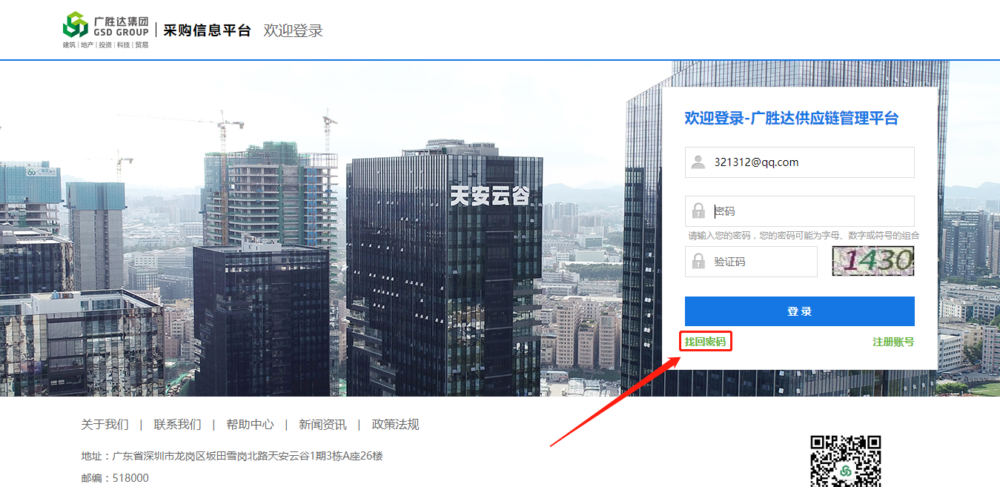 广胜达集团
GSD GROUP
建筑 | 地产 | 投资 | 科技 | 贸易
采购信息平台 欢迎登录
天安云谷
欢迎登录-广胜达供应链管理平台
321312@qq.com
密码
请输入您的密码，您的密码可能为字母、数字或符号的组合
验证码
1430
登 录
找回密码 注册账号
关于我们 | 联系我们 | 帮助中心 | 新闻资讯 | 政策法规
地址：广东省深圳市龙岗区坂田雪岗北路天安云谷1期3栋A座26楼
邮编：518000